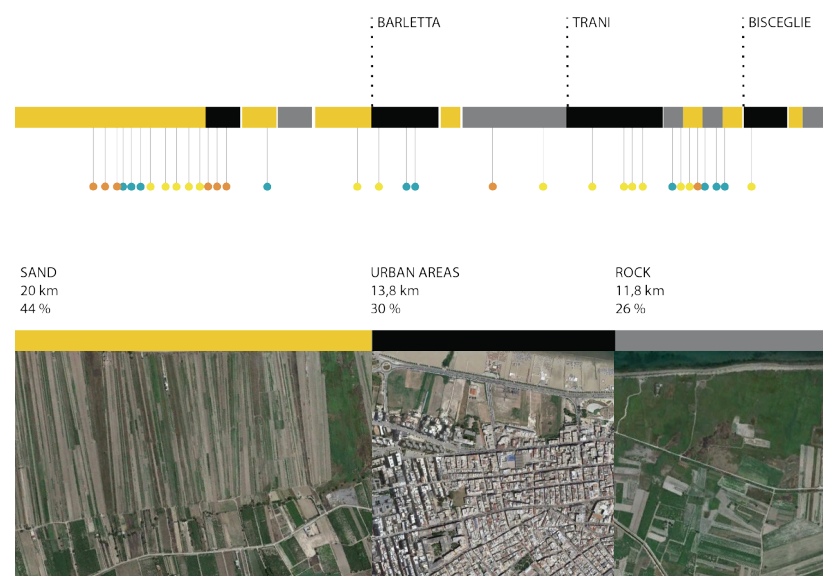 BARLETTA
TRANI
BISCEGLIE
SAND
20 km
44 %
URBAN AREAS
13,8 km
30 %
ROCK
11,8 km
26 %